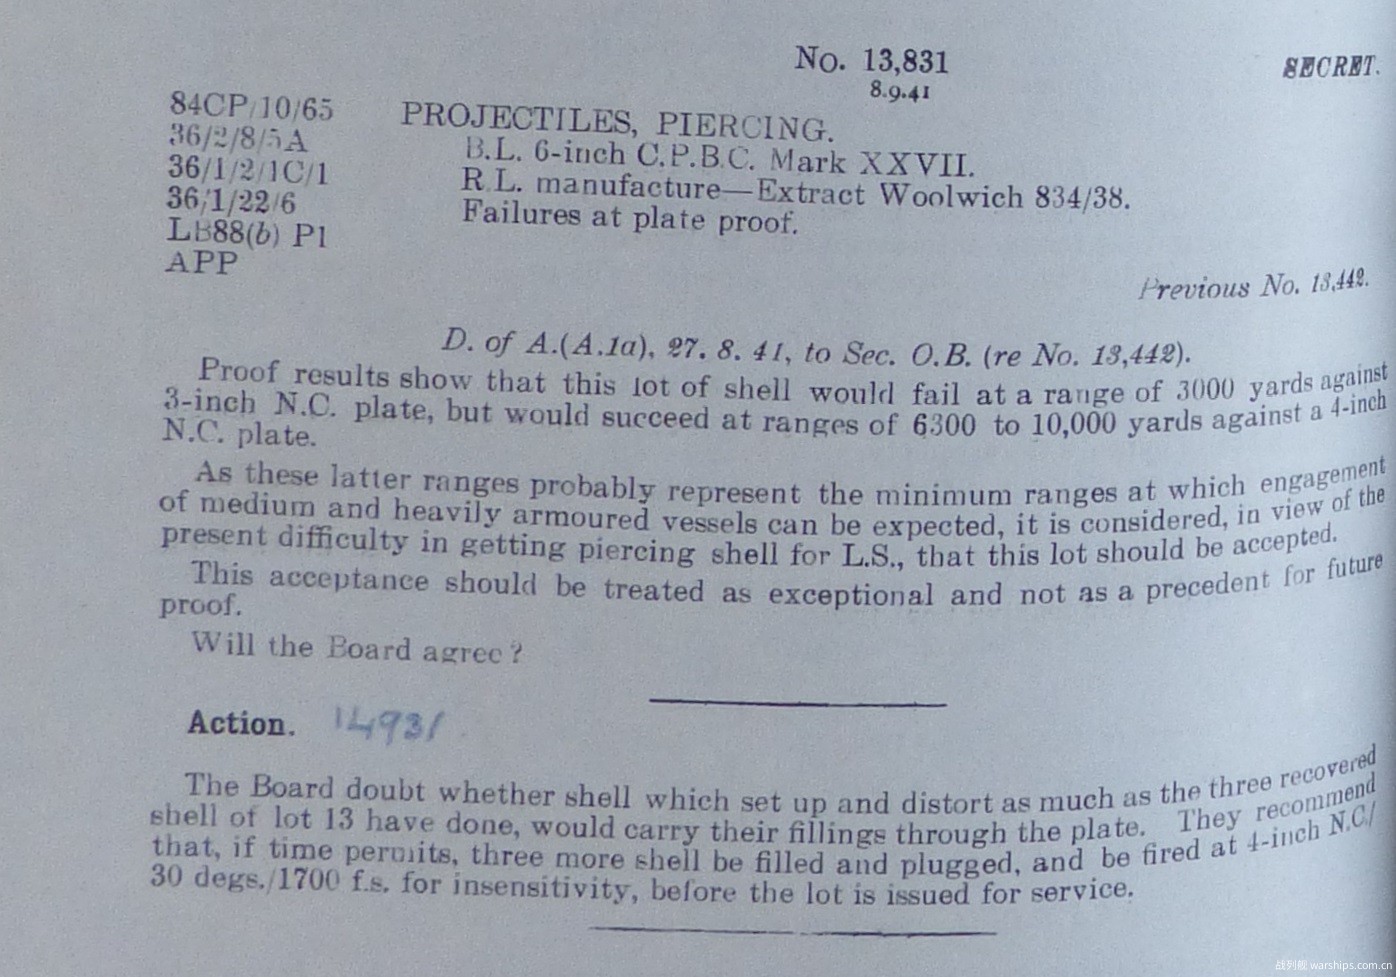 No. 13,831
8.9.41
SECRET.
84CP/10/65
36/2/8/5A
36/1/2/1C/1
36/1/22/6
LB88(b) P1
APP
PROJECTILES, PIERCING.
B.L. 6-inch C.P.B.C. Mark XXVII.
R.L. manufacture—Extract Woolwich 834/38.
Failures at plate proof.
Previous No. 13,442.
D. of A.(A.1a), 27. 8. 41, to Sec. O.B. (re No. 13,442).
Proof results show that this lot of shell would fail at a range of 3000 yards against
3-inch N.C. plate, but would succeed at ranges of 6300 to 10,000 yards against a 4-inch
N.C. plate.
As these latter ranges probably represent the minimum ranges at which engagement
of medium and heavily armoured vessels can be expected, it is considered, in view of the
present difficulty in getting piercing shell for L.S., that this lot should be accepted.
This acceptance should be treated as exceptional and not as a precedent for future
proof.
Will the Board agree?
Action. 14931
The Board doubt whether shell which set up and distort as much as the three recovered
shell of lot 13 have done, would carry their fillings through the plate. They recommend
that, if time permits, three more shell be filled and plugged, and be fired at 4-inch N.C./
30 degs./1700 f.s. for insensitivity, before the lot is issued for service.
战列舰 warships.com.cn